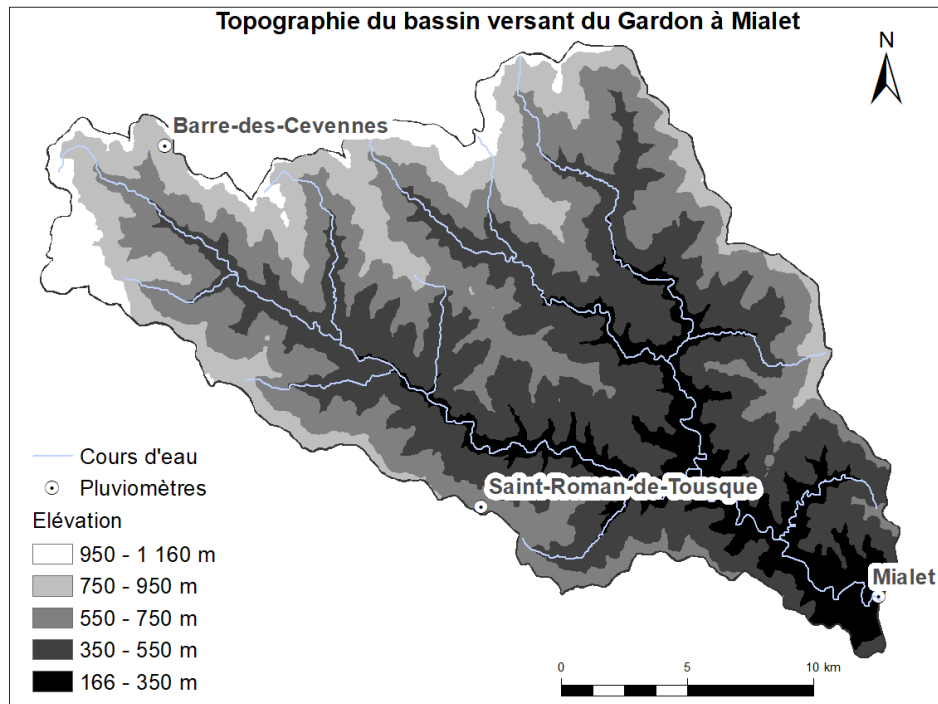 Topographie du bassin versant du Gardon à Mialet
N
Barre-des-Cevennes
Saint-Roman-de-Tousque
Mialet
Cours d'eau
Pluviomètres
Elévation
950 - 1 160 m
750 - 950 m
550 - 750 m
350 - 550 m
166 - 350 m
0 5 10 km